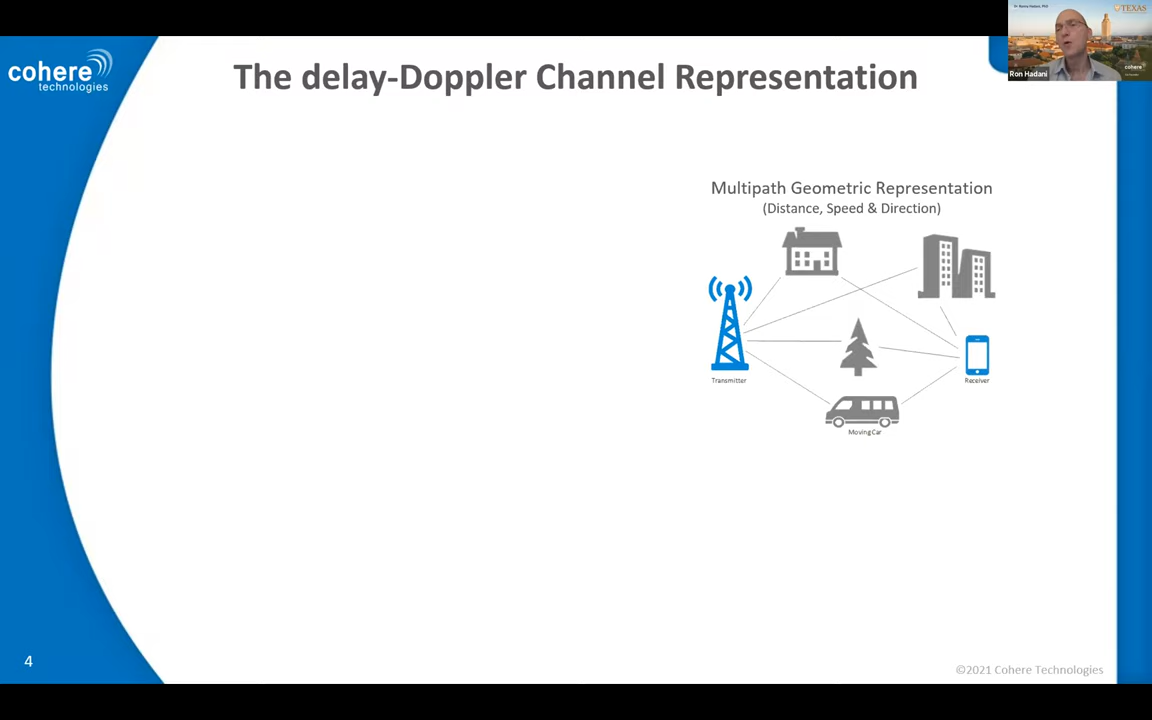 cohere
technologies
The delay-Doppler Channel Representation
TEXAS
cohere
Ron Hadani
Multipath Geometric Representation
(Distance, Speed & Direction)
Transmitter
Receiver
Moving Car
4
©2021 Cohere Technologies